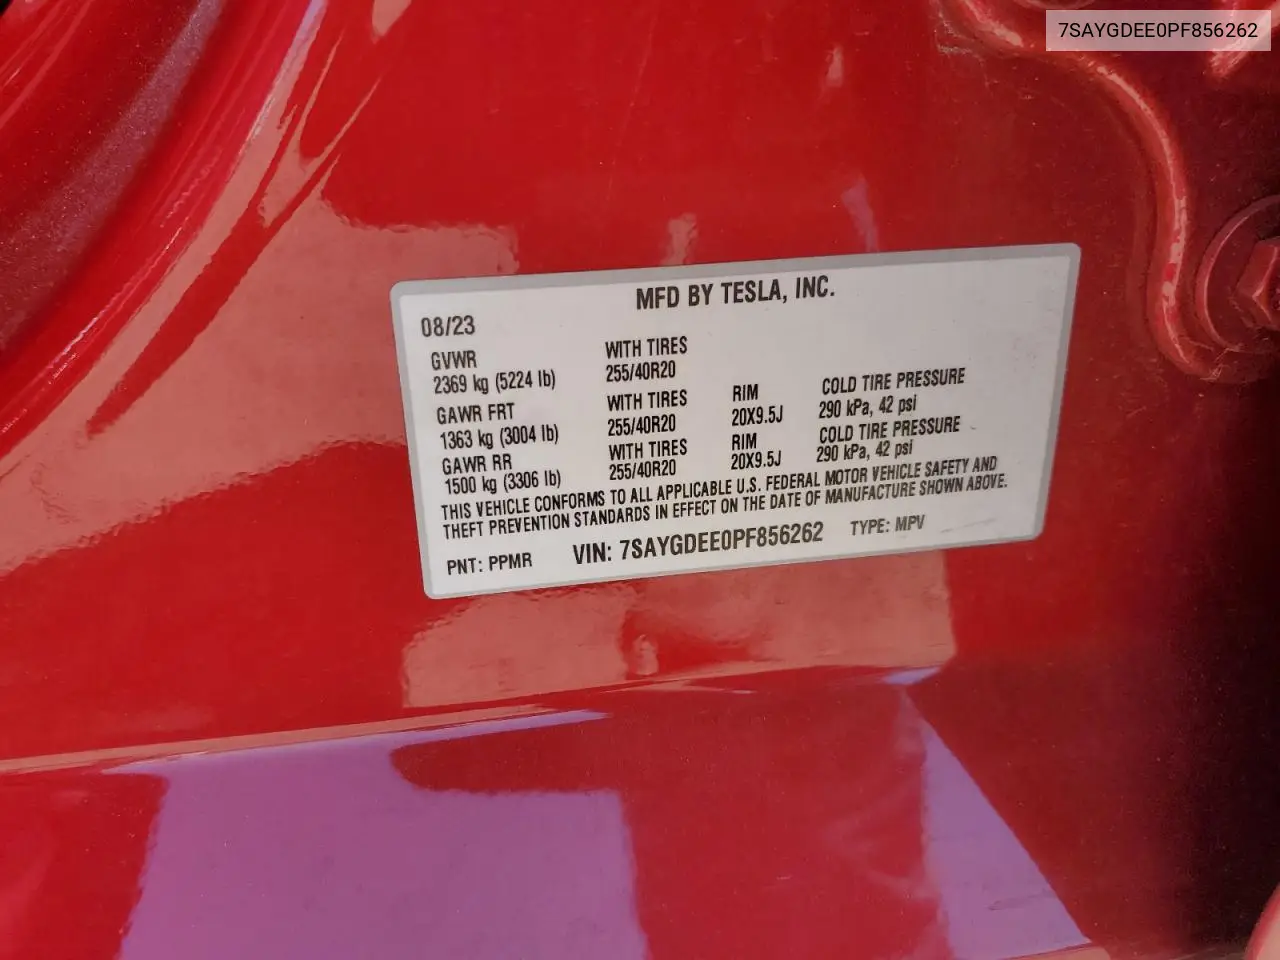 7SAYGDEE0PF856262
MFD BY TESLA, INC.
08/23
GVWR WITH TIRES
2369 kg (5224 lb) 255/40R20
GAWR FRT WITH TIRES RIM COLD TIRE PRESSURE
1363 kg (3004 lb) 255/40R20 20X9.5J 290 kPa, 42 psi
GAWR RR WITH TIRES RIM COLD TIRE PRESSURE
1500 kg (3306 lb) 255/40R20 20X9.5J 290 kPa, 42 psi
THIS VEHICLE CONFORMS TO ALL APPLICABLE U.S. FEDERAL MOTOR VEHICLE SAFETY AND
THEFT PREVENTION STANDARDS IN EFFECT ON THE DATE OF MANUFACTURE SHOWN ABOVE.
PNT: PPMR VIN: 7SAYGDEE0PF856262 TYPE: MPV